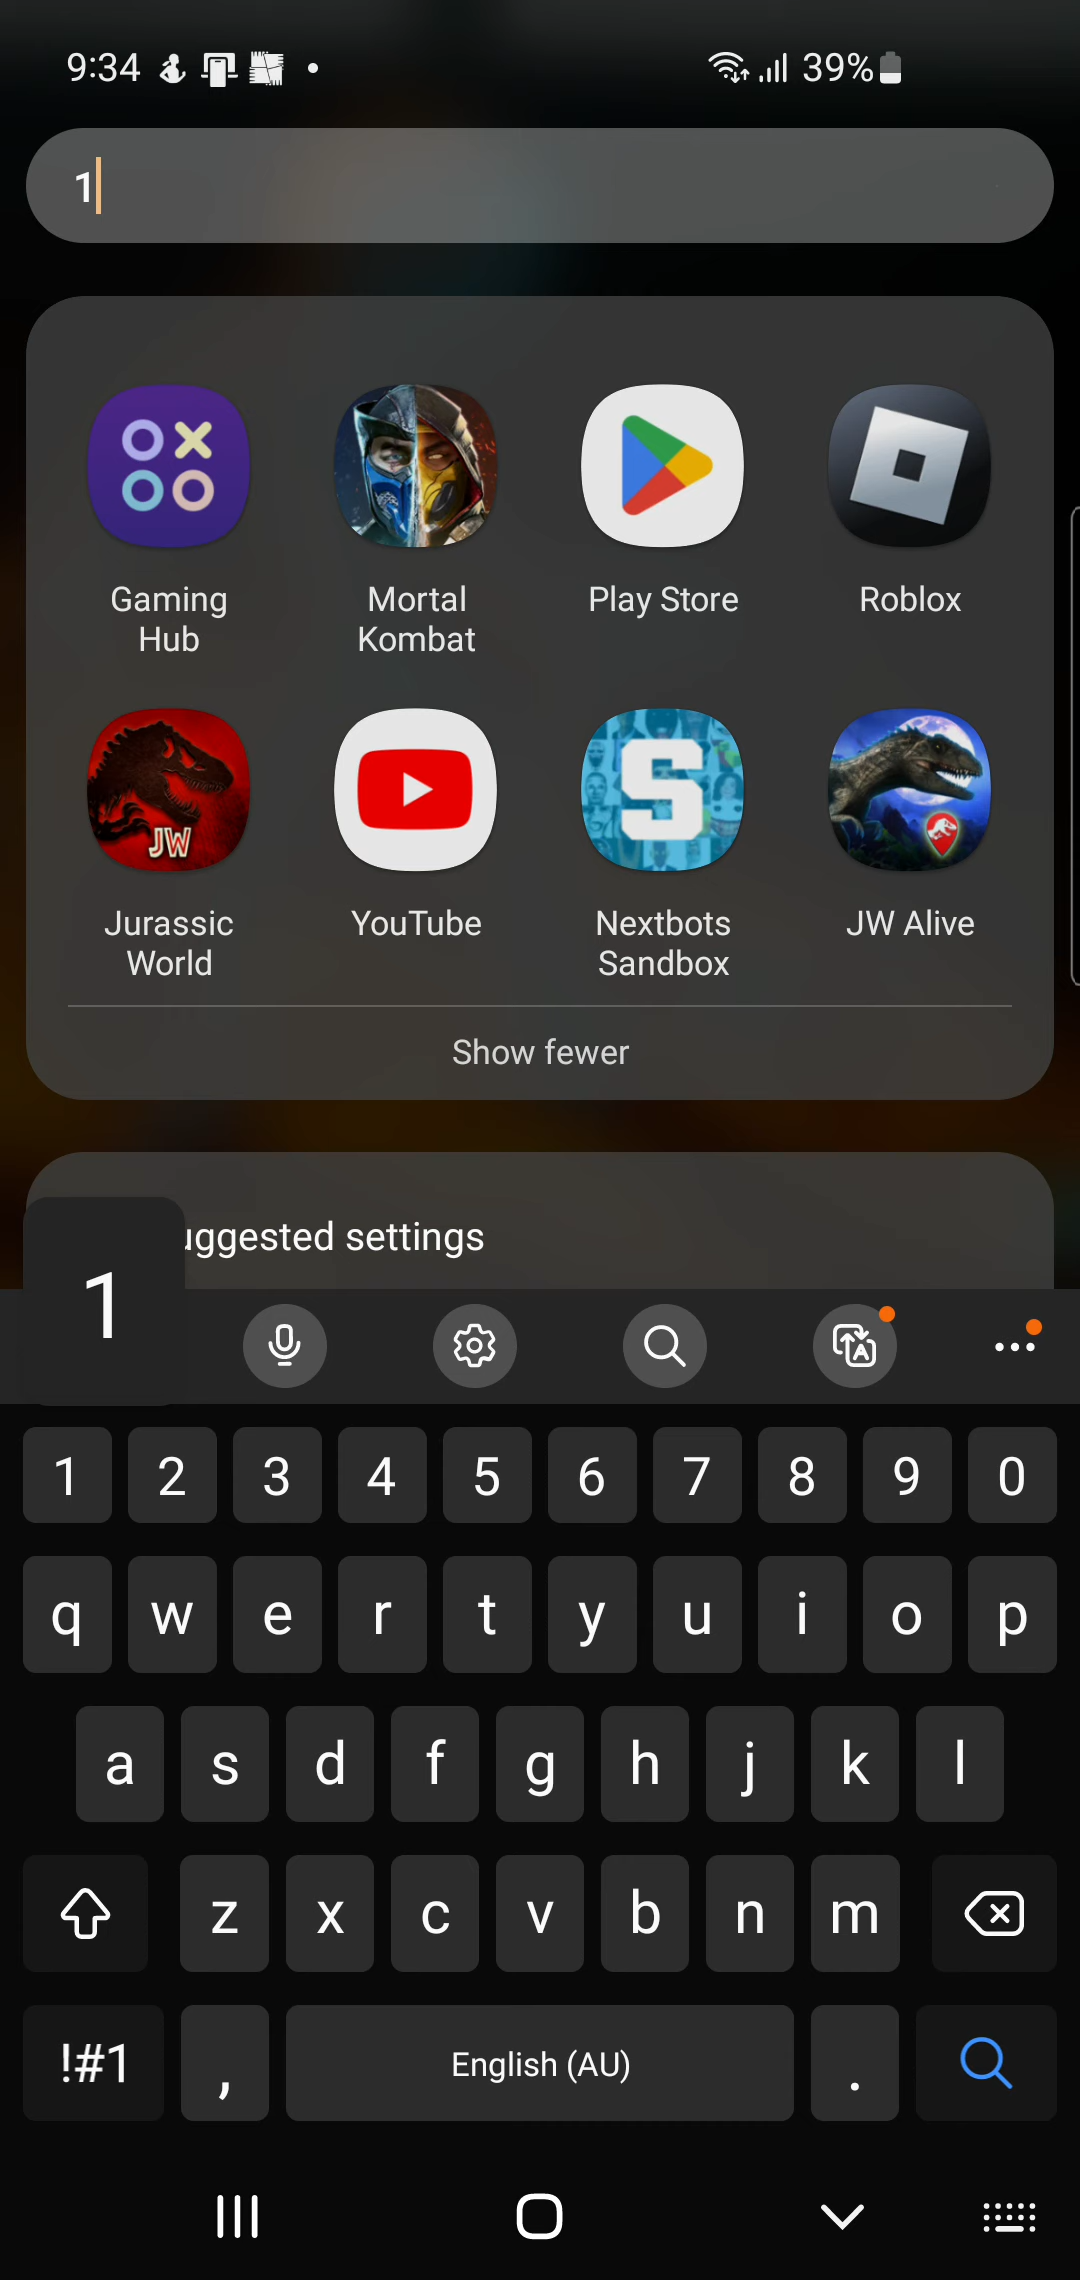 9:34
39%
1
Gaming Hub
Mortal Kombat
Play Store
Roblox
JW
S
Jurassic World
YouTube
Nextbots Sandbox
JW Alive
Show fewer
uggested settings
1
A
1 2 3 4 5 6 7 8 9 0
q w e r t y u i o p
a s d f g h j k l
z x c v b n m
!#1 , English (AU) .